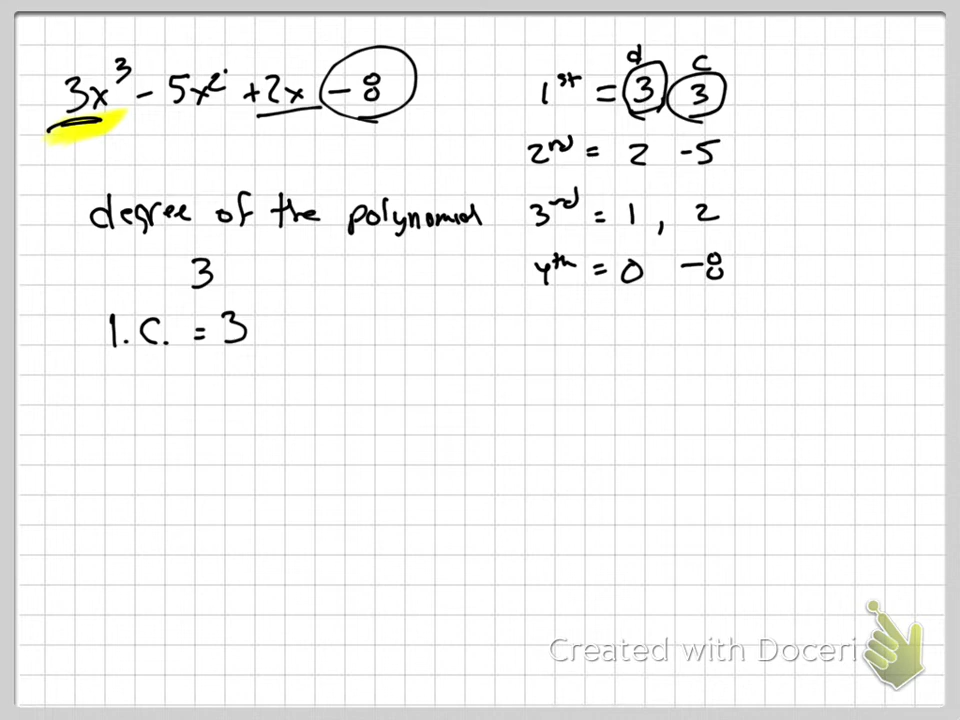 3x³ - 5x² + 2x - 8
degree of the polynomial
3
l.c. = 3
d c
1st = 3 3
2nd = 2 -5
3rd = 1, 2
4th = 0 -8
Created with Doceri